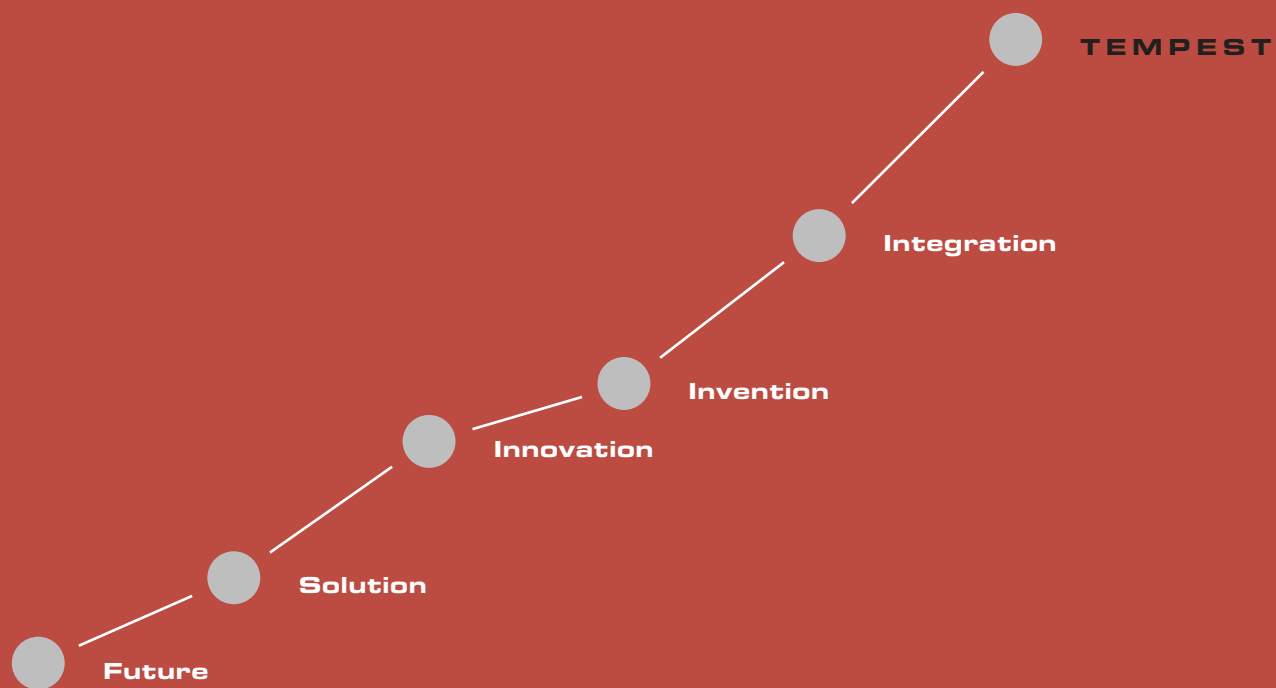 TEMPEST
Integration
Invention
Innovation
Solution
Future